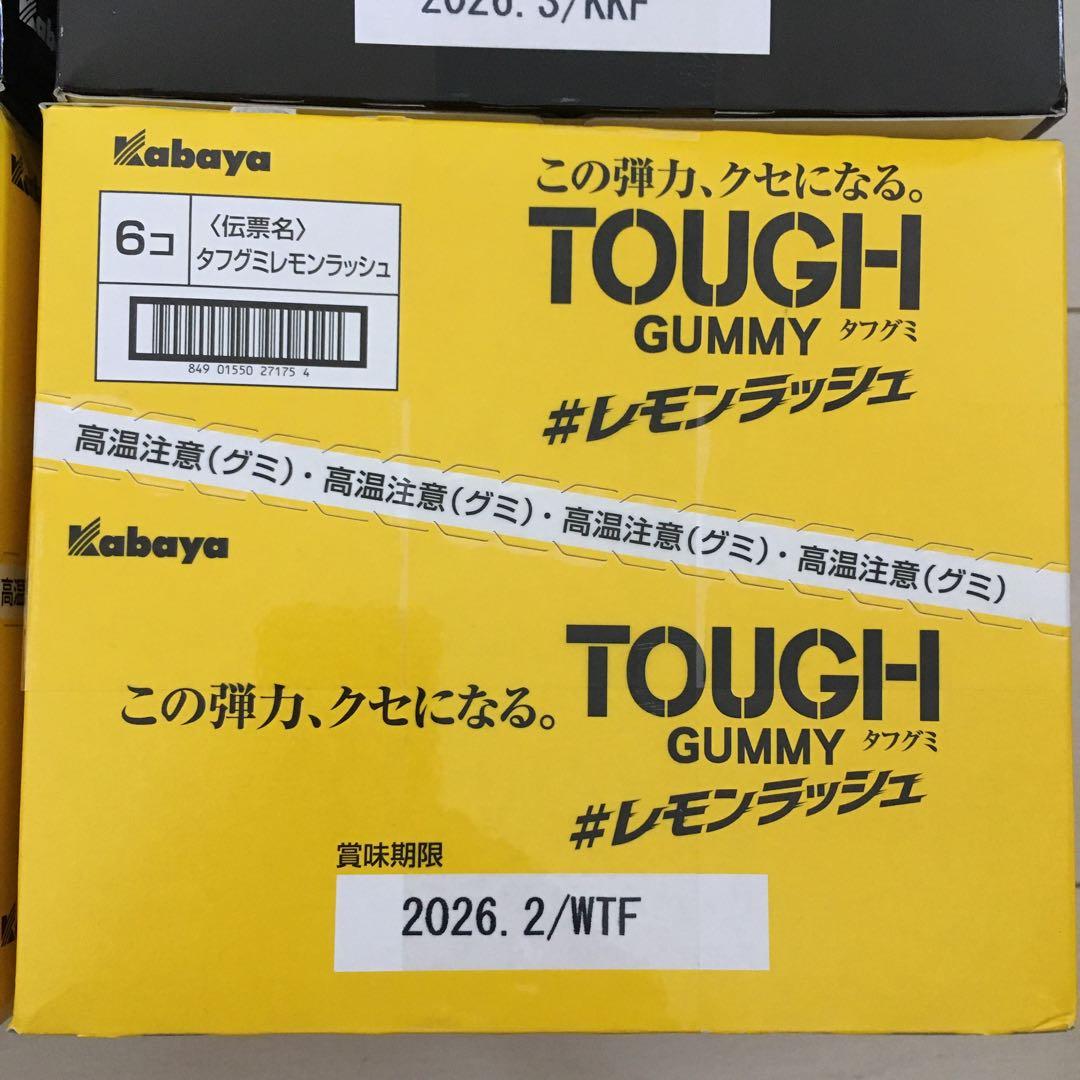 2026. 3/KKF
Kabaya
6コ
〈伝票名〉
タフグミレモンラッシュ
849 01550 27175 4
この弾力、クセになる。
TOUGH
GUMMY タフグミ
#レモンラッシュ
高温注意(グミ)・高温注意(グミ)・高温注意(グミ)・高温注意(グミ)
Kabaya
この弾力、クセになる。
TOUGH
GUMMY タフグミ
#レモンラッシュ
賞味期限
2026. 2/WTF
高温